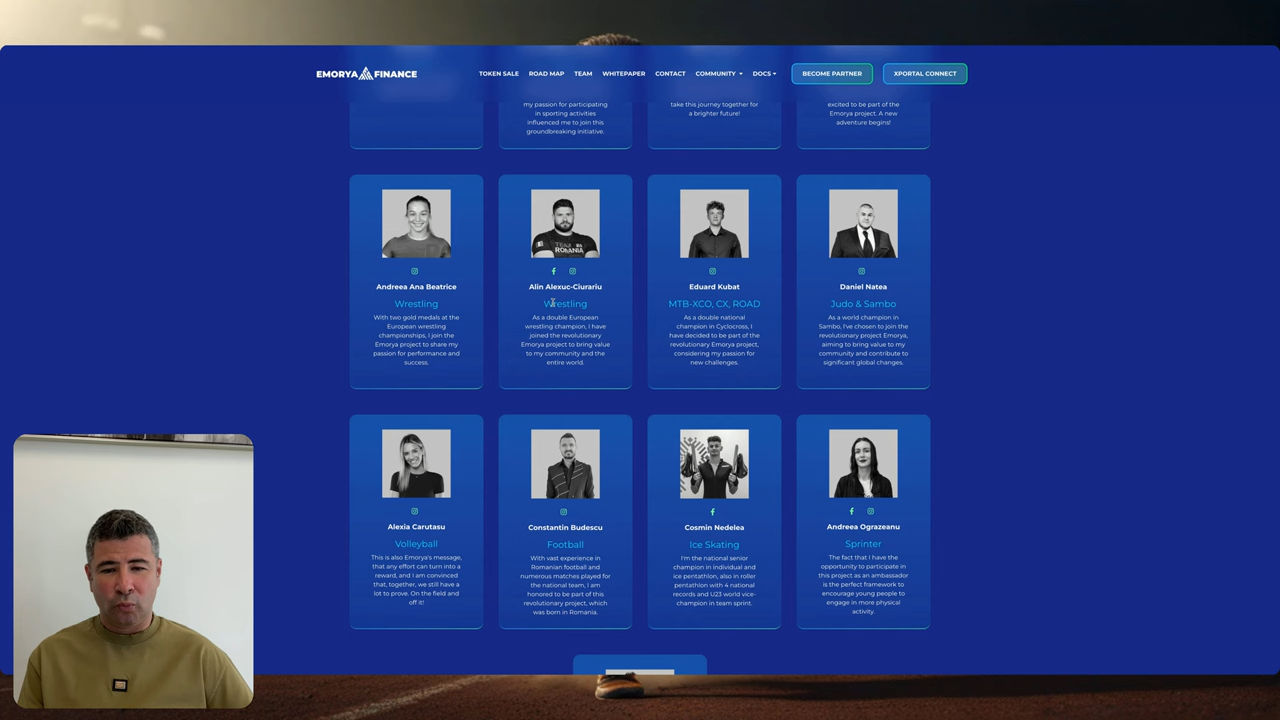 EMORYA FINANCE
TOKEN SALE
ROAD MAP
TEAM
WHITEPAPER
CONTACT
COMMUNITY
DOCS
BECOME PARTNER
XPORTAL CONNECT
my passion for participating
in sporting activities
influenced me to join this
groundbreaking initiative.
take this journey together for
a brighter future!
excited to be part of the
Emorya project. A new
adventure begins!
Andreea Ana Beatrice
Wrestling
With two gold medals at the
European wrestling
championships, I join the
Emorya project to share my
passion for performance and
success.
TEAM
ROMANIA
Alin Alexuc-Ciurariu
Wrestling
As a double European
wrestling champion, I have
joined the revolutionary
Emorya project to bring value
to my community and the
entire world.
Eduard Kubat
MTB-XCO, CX, ROAD
As a double national
champion in Cyclocross, I
have decided to be part of the
revolutionary Emorya project,
considering my passion for
new challenges.
Daniel Natea
Judo & Sambo
As a world champion in
Sambo, I've chosen to join the
revolutionary project Emorya,
aiming to bring value to my
community and contribute to
significant global changes.
Alexia Carutasu
Volleyball
This is also Emorya's message,
that any effort can turn into a
reward, and I am convinced
that, together, we still have a
lot to prove. On the field and
off it!
Constantin Budescu
Football
With vast experience in
Romanian football and
numerous matches played for
the national team, I am
honored to be part of this
revolutionary project, which
was born in Romania.
Cosmin Nedelea
Ice Skating
I'm the national senior
champion in individual and
ice pentathlon, also in roller
pentathlon with 4 national
records and U23 world vice-
champion in team sprint.
Andreea Ograzeanu
Sprinter
The fact that I have the
opportunity to participate in
this project as an ambassador
is the perfect framework to
encourage young people to
engage in more physical
activity.